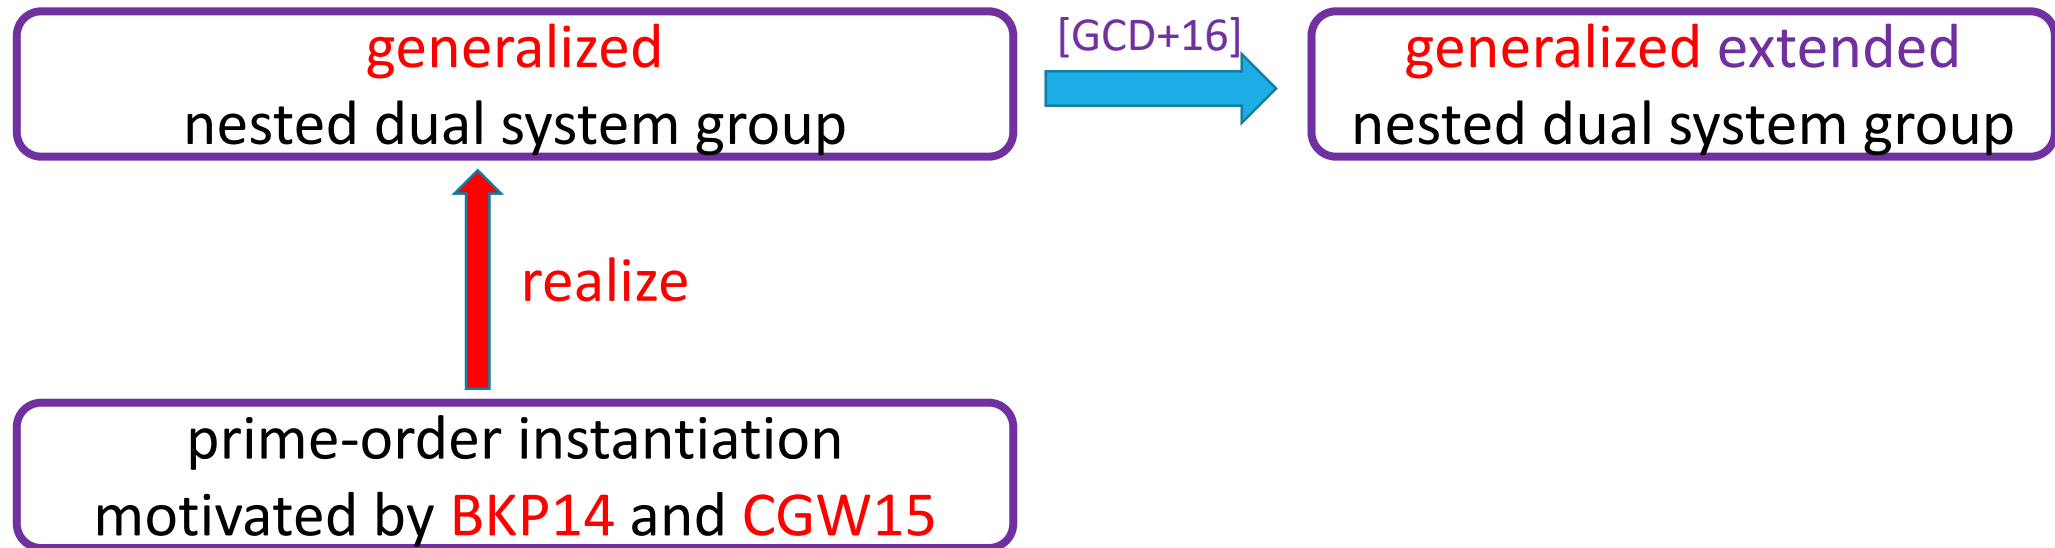 generalized
nested dual system group
[GCD+16]
generalized extended
nested dual system group
realize
prime-order instantiation
motivated by BKP14 and CGW15